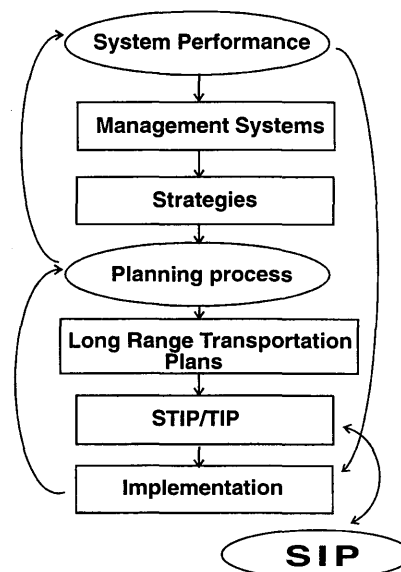 System Performance
Management Systems
Strategies
Planning process
Long Range Transportation
Plans
STIP/TIP
Implementation
SIP